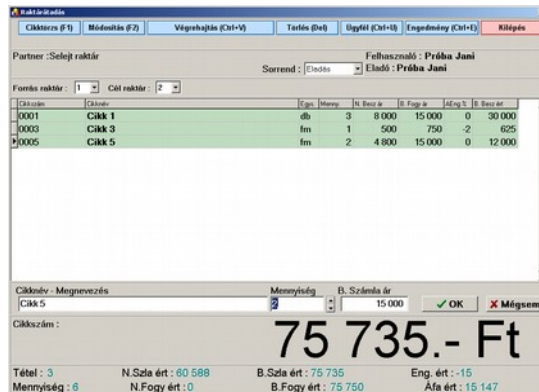 Raktárátadás
Cikktörzs (F1) Módosítás (F2) Végrehajtás (Ctrl+V) Törlés (Del) Ügyfél (Ctrl+U) Engedmény (Ctrl+E) Kilépés
Partner :Selejt raktár Felhasználó : Próba Jani
Sorrend : Eladás Eladó : Próba Jani
Forrás raktár : 1 Cél raktár : 2
Cikkszám Cikknév Egys. Menny. N. Besz ár B. Fogy ár ÁEng % B. Besz ért
0001 Cikk 1 db 3 8 000 15 000 0 30 000
0003 Cikk 3 fm 1 500 750 -2 625
0005 Cikk 5 fm 2 4 800 15 000 0 12 000
Cikknév - Megnevezés Mennyiség B. Számla ár
Cikk 5 2 15 000 OK Mégsem
Cikkszám :
75 735.- Ft
Tétel : 3 N.Szla ért : 60 588 B.Szla ért : 75 735 Eng. ért : -15
Mennyiség : 6 N.Fogy ért : 0 B.Fogy ért : 75 750 Áfa ért : 15 147